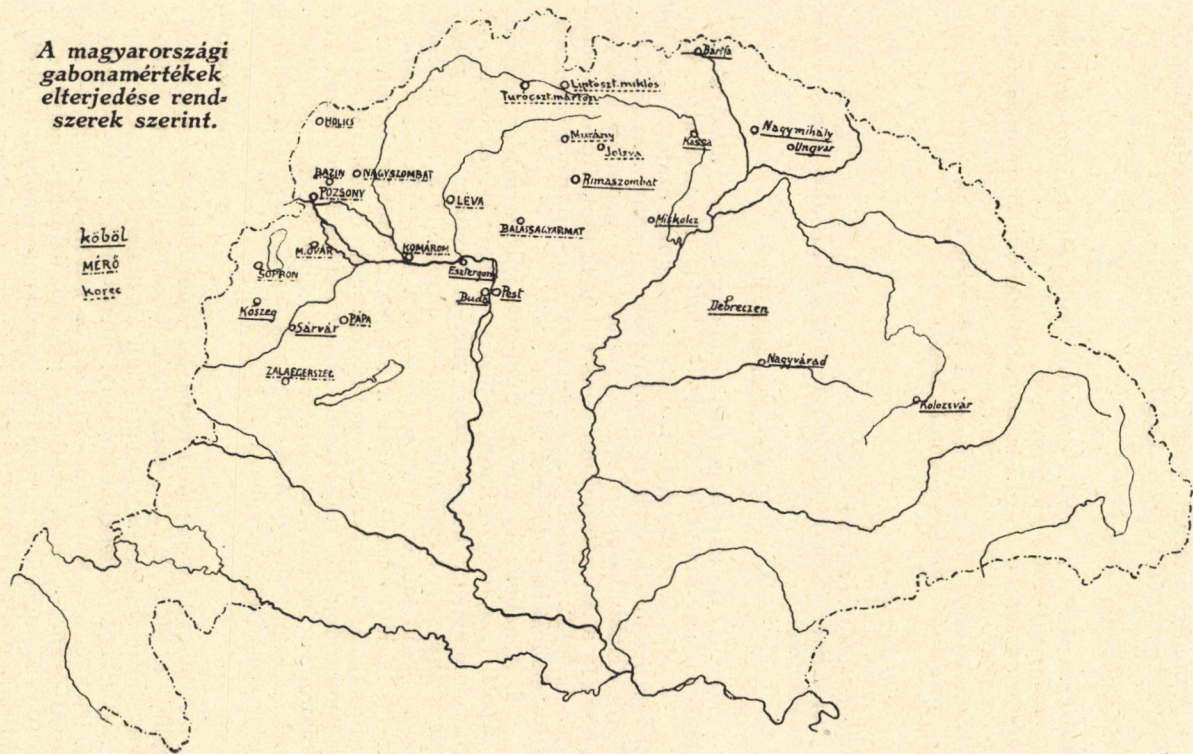 A magyarországi
gabonamértékek
elterjedése rend=
szerek szerint.
köböl
MÉRŐ
korec
Bártfa
Liptószt.miklós
Turócszt.márton
HOLICS
Murány
Jolsva
Kassa
Nagymihály
Ungvár
BAZIN
NAGYSZOMBAT
Rimaszombat
POZSONY
LÉVA
Miskolcz
BALASSAGYARMAT
M.ÓVÁR
KOMÁROM
SOPRON
Esztergom
Buda
Pest
Kőszeg
Debreczen
Sárvár
PÁPA
Nagyvárad
ZALAEGERSZEG
Kolozsvár